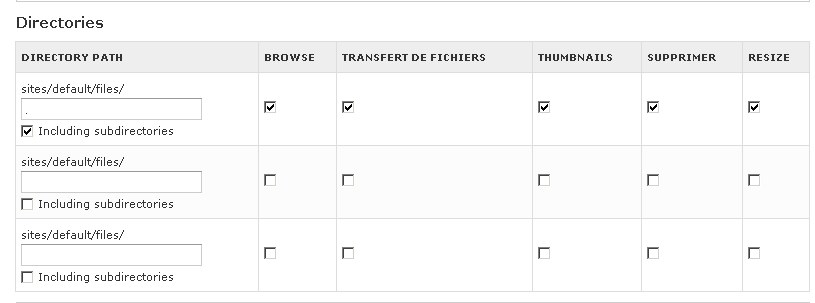 Directories
DIRECTORY PATH BROWSE TRANSFERT DE FICHIERS THUMBNAILS SUPPRIMER RESIZE
sites/default/files/
.
Including subdirectories
sites/default/files/
Including subdirectories
sites/default/files/
Including subdirectories